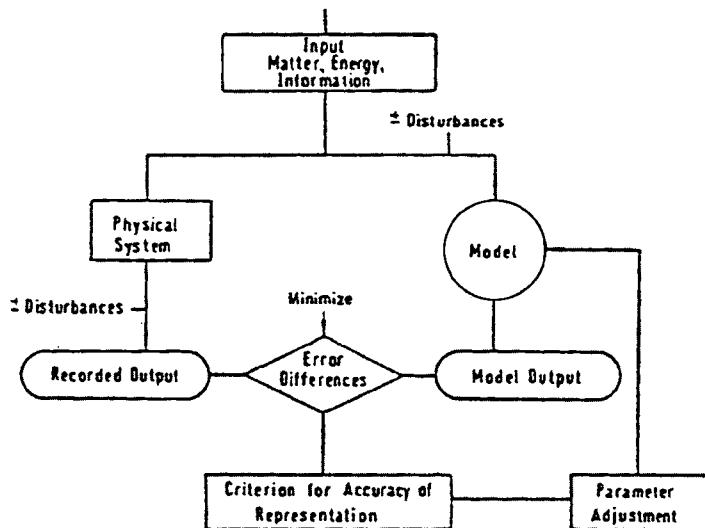 Input
Matter, Energy,
Information
± Disturbances
Physical
System
Model
± Disturbances
Minimize
Recorded Output
Error
Differences
Model Output
Criterion for Accuracy of
Representation
Parameter
Adjustment